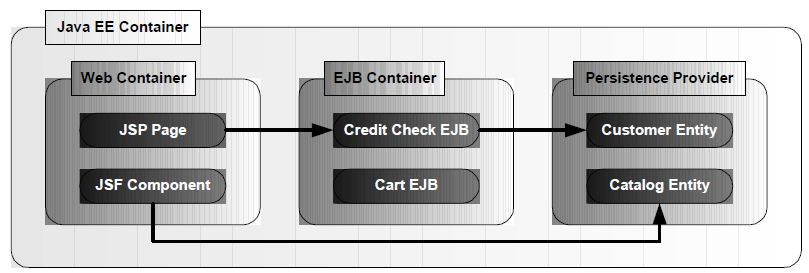 Java EE Container
Web Container
EJB Container
Persistence Provider
JSP Page
Credit Check EJB
Customer Entity
JSF Component
Cart EJB
Catalog Entity